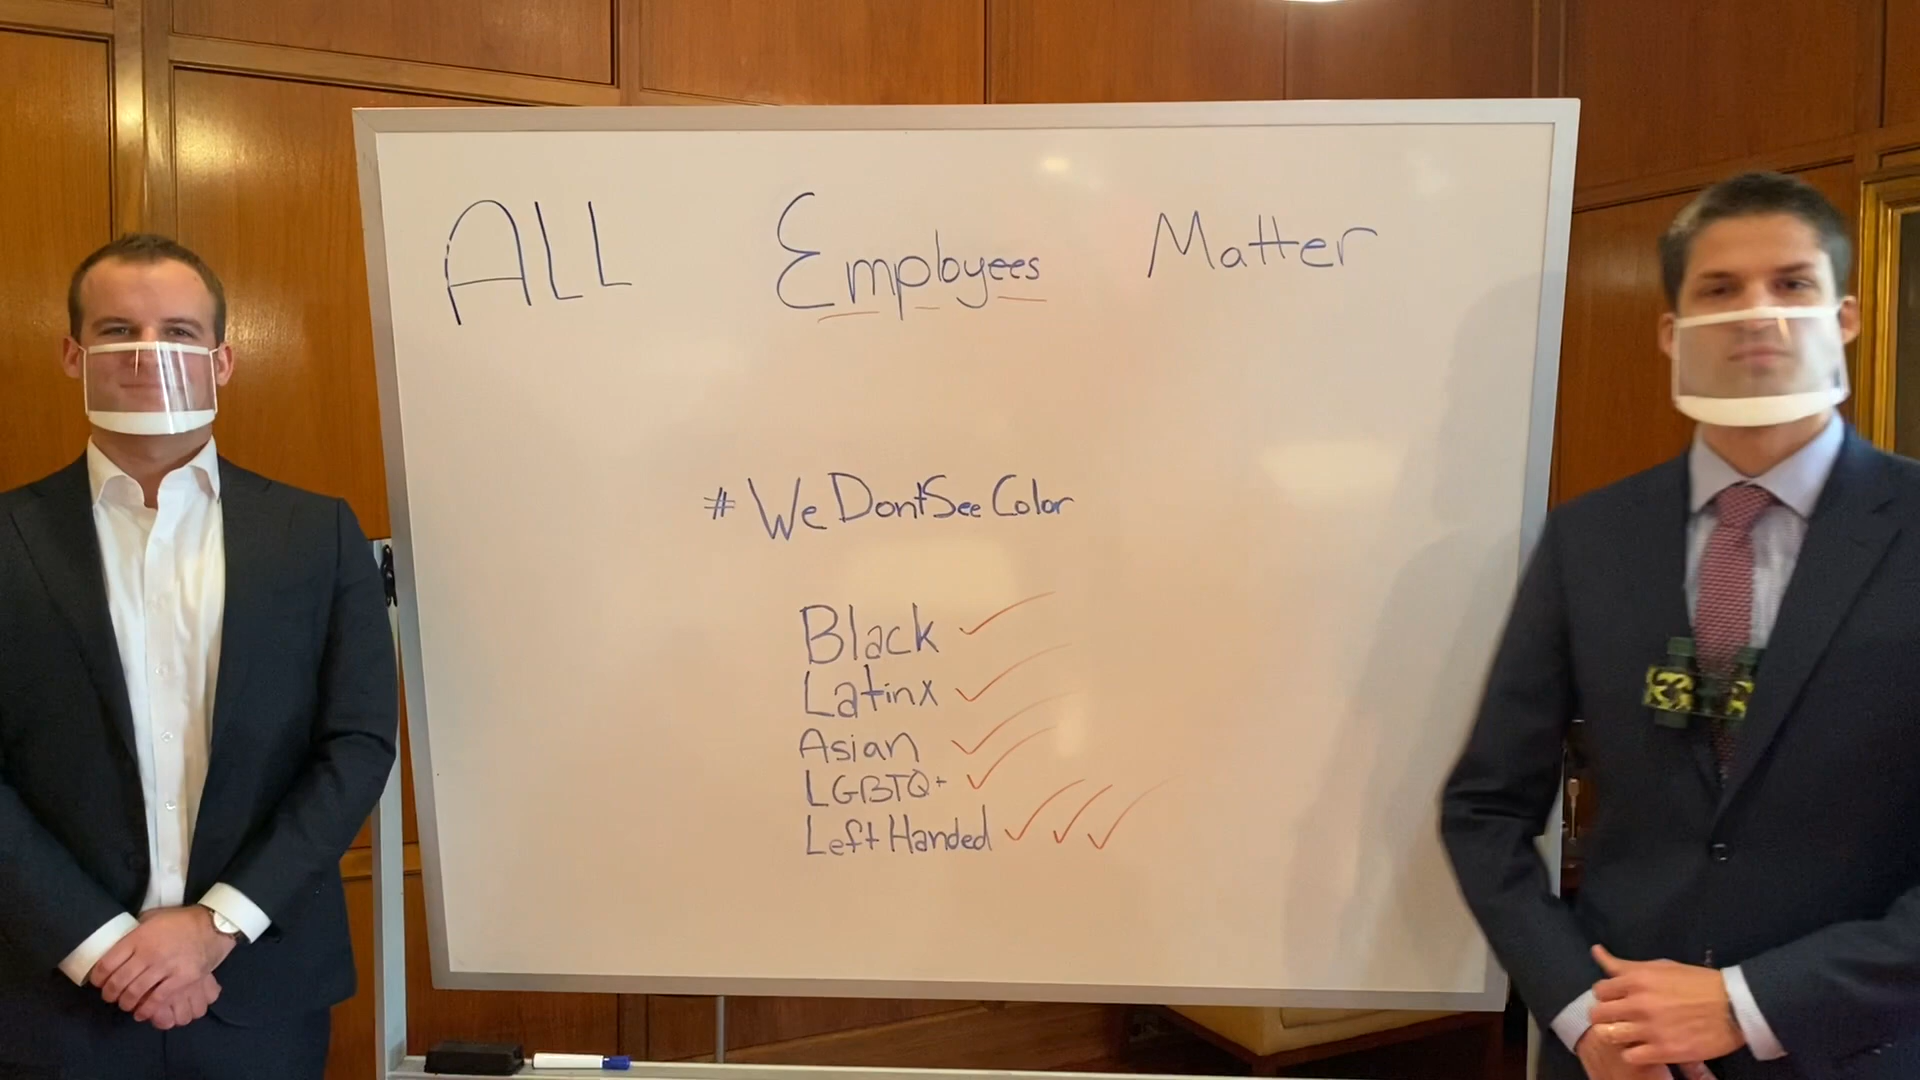 ALL Employees Matter
#WeDontSeeColor
Black
Latinx
Asian
LGBTQ+
Left Handed